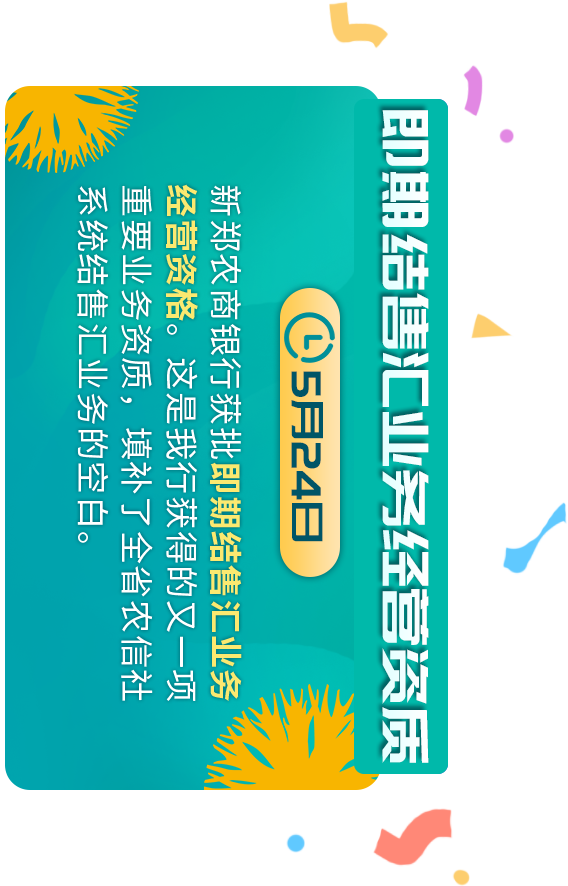 即期结售汇业务经营资质
5月24日
新郑农商银行获批即期结售汇业务
经营资格。这是我行获得的又一项
重要业务资质，填补了全省农信社
系统结售汇业务的空白。